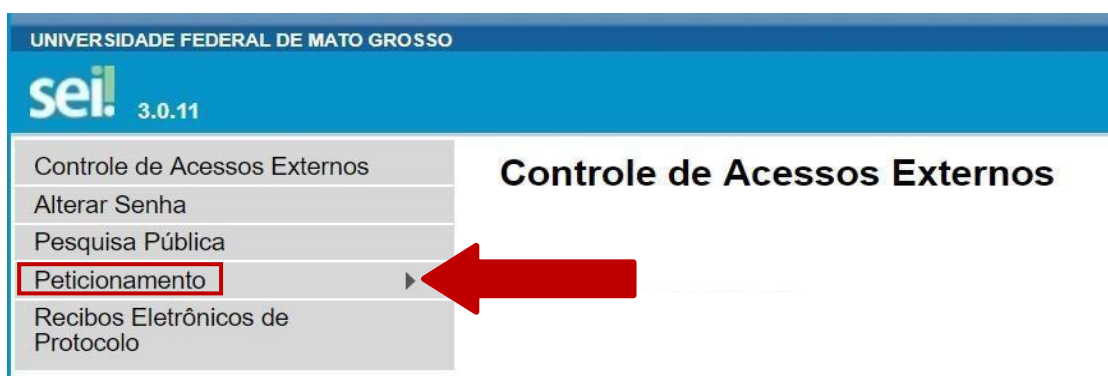 UNIVERSIDADE FEDERAL DE MATO GROSSO
sei! 3.0.11
Controle de Acessos Externos
Controle de Acessos Externos
Alterar Senha
Pesquisa Pública
Peticionamento
Recibos Eletrônicos de
Protocolo